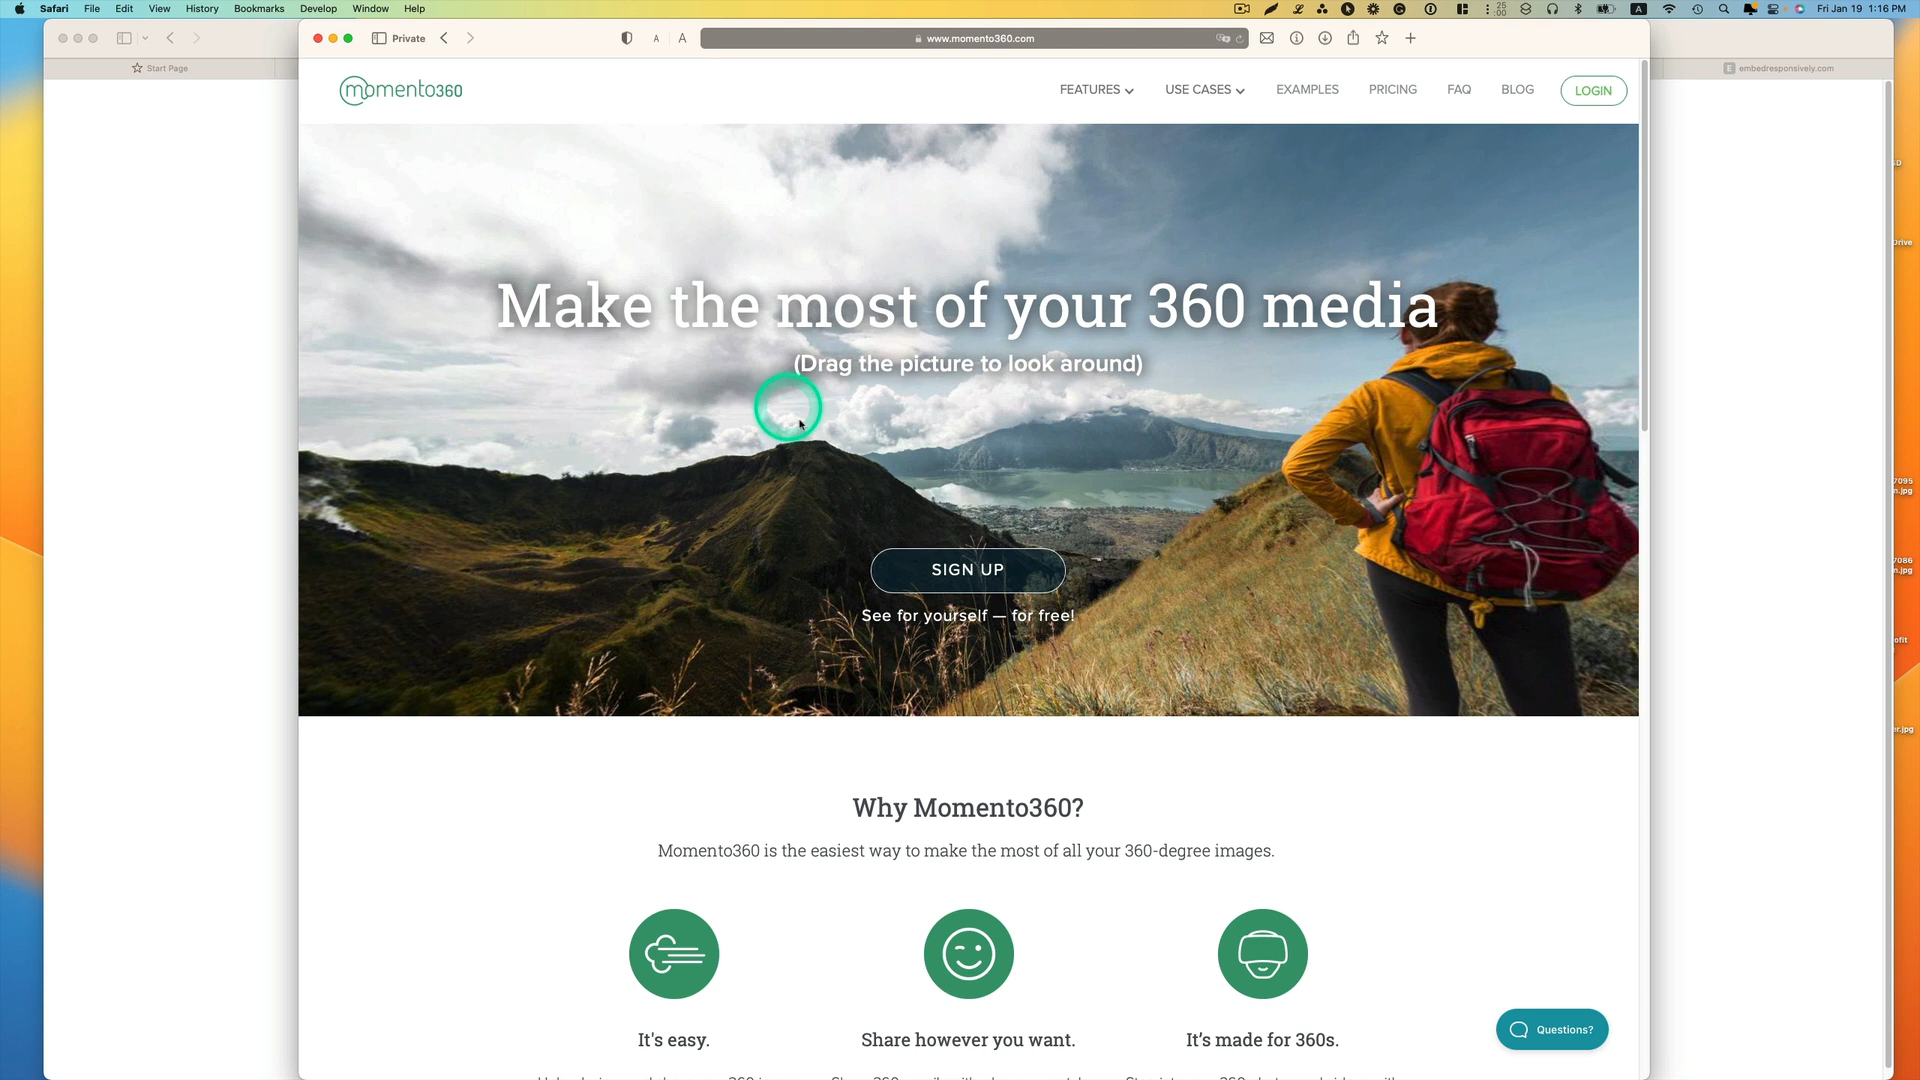 Safari File Edit View History Bookmarks Develop Window Help
25
:00
A
Fri Jan 19 1:16 PM
Start Page
Private
A A
www.momento360.com
E embedresponsively.com
momento360
FEATURES USE CASES EXAMPLES PRICING FAQ BLOG LOGIN
Make the most of your 360 media
(Drag the picture to look around)
SIGN UP
See for yourself — for free!
Why Momento360?
Momento360 is the easiest way to make the most of all your 360-degree images.
It's easy.
Share however you want.
It's made for 360s.
Questions?